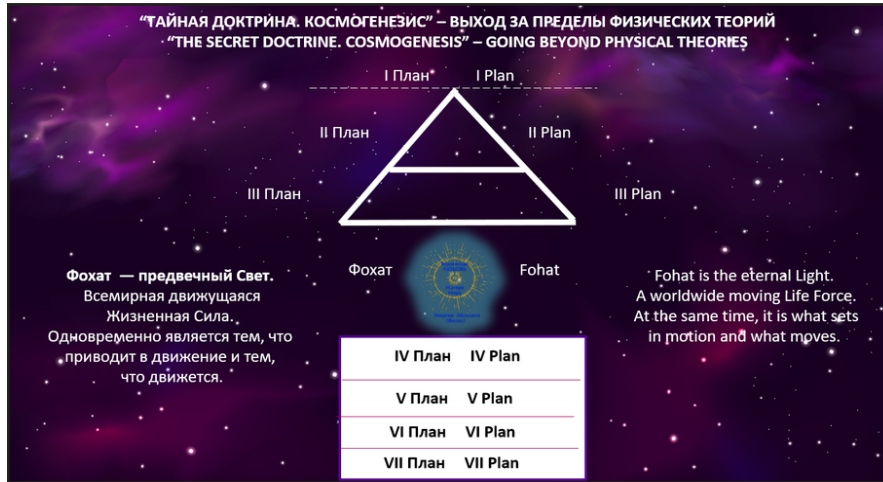 “ТАЙНАЯ ДОКТРИНА. КОСМОГЕНЕЗИС” – ВЫХОД ЗА ПРЕДЕЛЫ ФИЗИЧЕСКИХ ТЕОРИЙ
“THE SECRET DOCTRINE. COSMOGENESIS” – GOING BEYOND PHYSICAL THEORIES
I План I Plan
II План II Plan
III План III Plan
Фохат Fohat
Фохат — предвечный Свет.
Всемирная движущаяся
Жизненная Сила.
Одновременно является тем, что
приводит в движение и тем,
что движется.
Fohat is the eternal Light.
A worldwide moving Life Force.
At the same time, it is what sets
in motion and what moves.
IV План IV Plan
V План V Plan
VI План VI Plan
VII План VII Plan